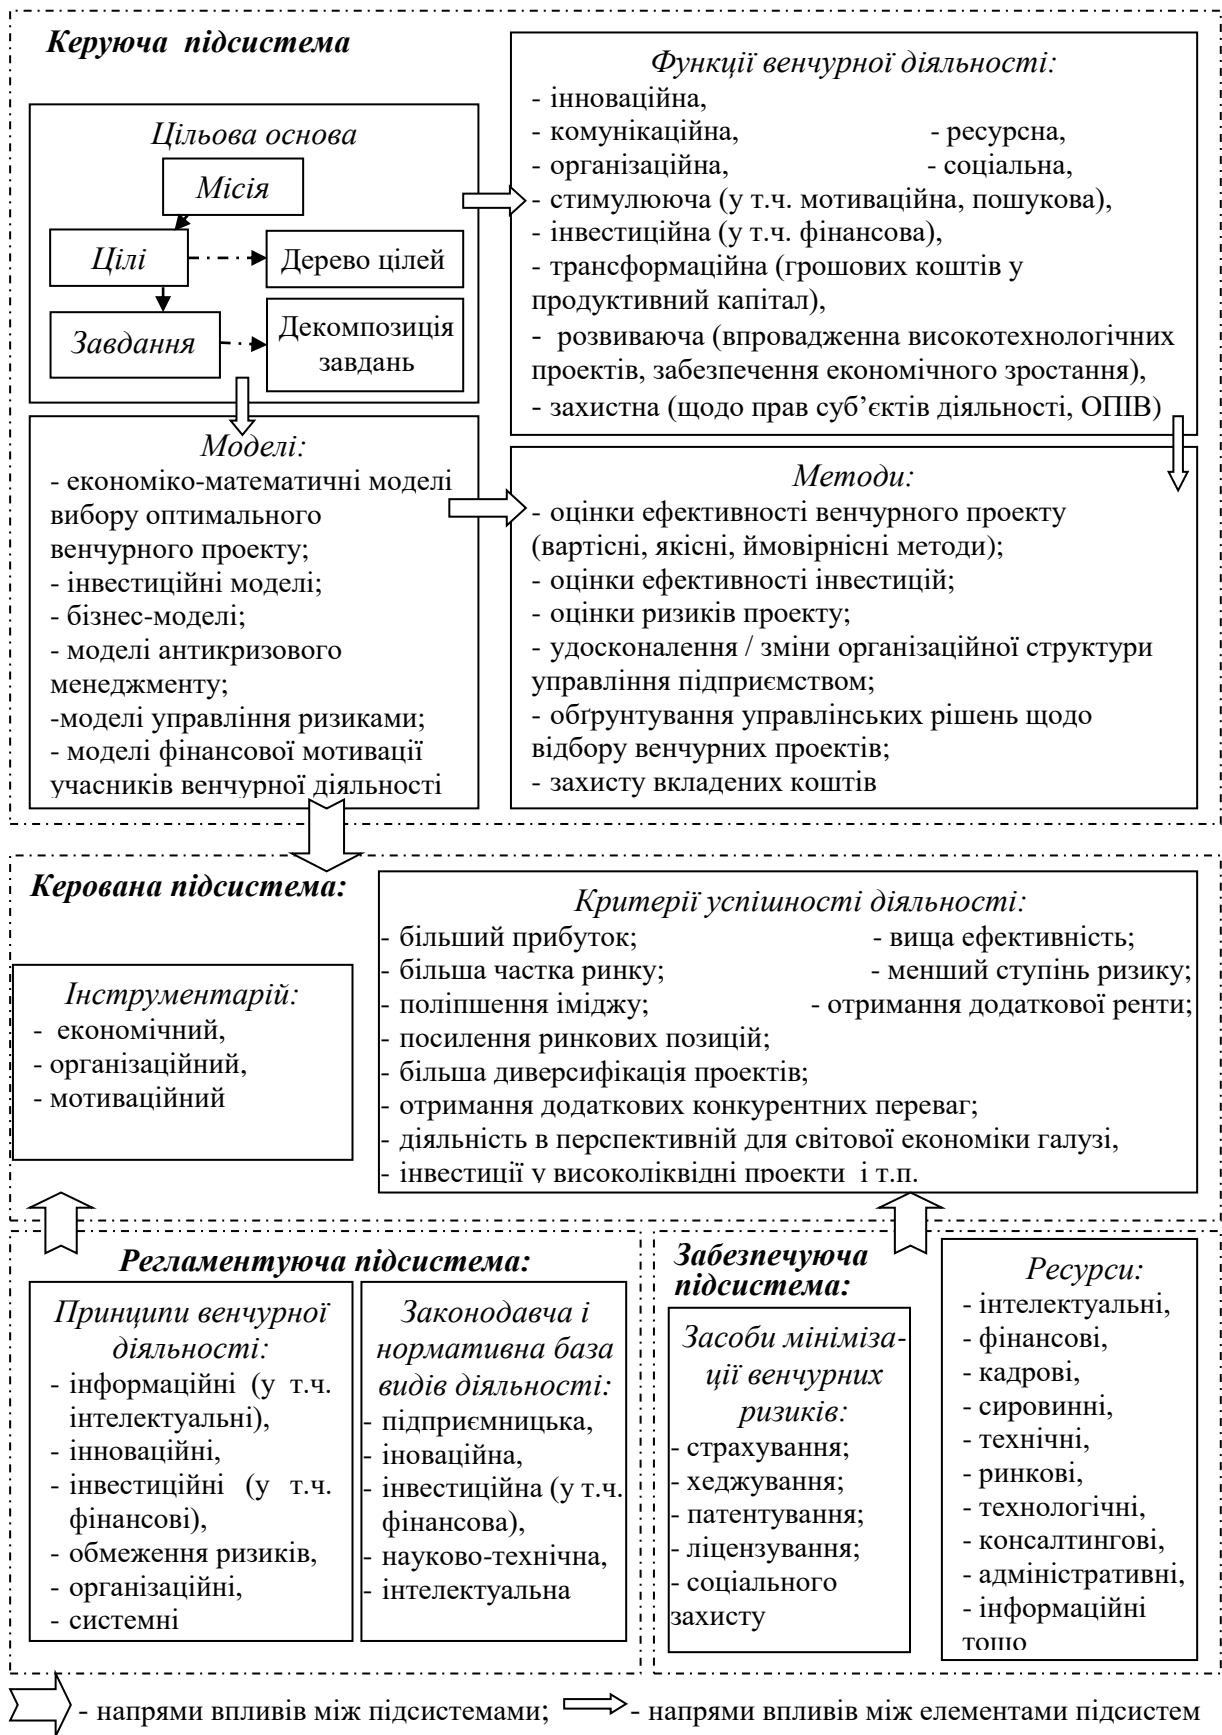 Керуюча підсистема
Цільова основа
Місія
Цілі
Дерево цілей
Завдання
Декомпозиція
завдань
Функції венчурної діяльності:
- інноваційна,
- комунікаційна, - ресурсна,
- організаційна, - соціальна,
- стимулююча (у т.ч. мотиваційна, пошукова),
- інвестиційна (у т.ч. фінансова),
- трансформаційна (грошових коштів у
продуктивний капітал),
- розвиваюча (впровадженна високотехнологічних
проектів, забезпечення економічного зростання),
- захистна (щодо прав суб’єктів діяльності, ОПІВ)
Моделі:
- економіко-математичні моделі
вибору оптимального
венчурного проекту;
- інвестиційні моделі;
- бізнес-моделі;
- моделі антикризового
менеджменту;
-моделі управління ризиками;
- моделі фінансової мотивації
учасників венчурної діяльності
Методи:
- оцінки ефективності венчурного проекту
(вартісні, якісні, ймовірнісні методи);
- оцінки ефективності інвестицій;
- оцінки ризиків проекту;
- удосконалення / зміни організаційної структури
управління підприємством;
- обґрунтування управлінських рішень щодо
відбору венчурних проектів;
- захисту вкладених коштів
Керована підсистема:
Інструментарій:
- економічний,
- організаційний,
- мотиваційний
Критерії успішності діяльності:
- більший прибуток; - вища ефективність;
- більша частка ринку; - менший ступінь ризику;
- поліпшення іміджу; - отримання додаткової ренти;
- посилення ринкових позицій;
- більша диверсифікація проектів;
- отримання додаткових конкурентних переваг;
- діяльність в перспективній для світової економіки галузі,
- інвестиції у високоліквідні проекти і т.п.
Регламентуюча підсистема:
Принципи венчурної
діяльності:
- інформаційні (у т.ч.
інтелектуальні),
- інноваційні,
- інвестиційні (у т.ч.
фінансові),
- обмеження ризиків,
- організаційні,
- системні
Законодавча і
нормативна база
видів діяльності:
- підприємницька,
- іноваційна,
- інвестиційна (у т.ч.
фінансова),
- науково-технічна,
- інтелектуальна
Забезпечуюча
підсистема:
Засоби мініміза-
ції венчурних
ризиків:
- страхування;
- хеджування;
- патентування;
- ліцензування;
- соціального
захисту
Ресурси:
- інтелектуальні,
- фінансові,
- кадрові,
- сировинні,
- технічні,
- ринкові,
- технологічні,
- консалтингові,
- адміністративні,
- інформаційні
тощо
- напрями впливів між підсистемами; - напрями впливів між елементами підсистем